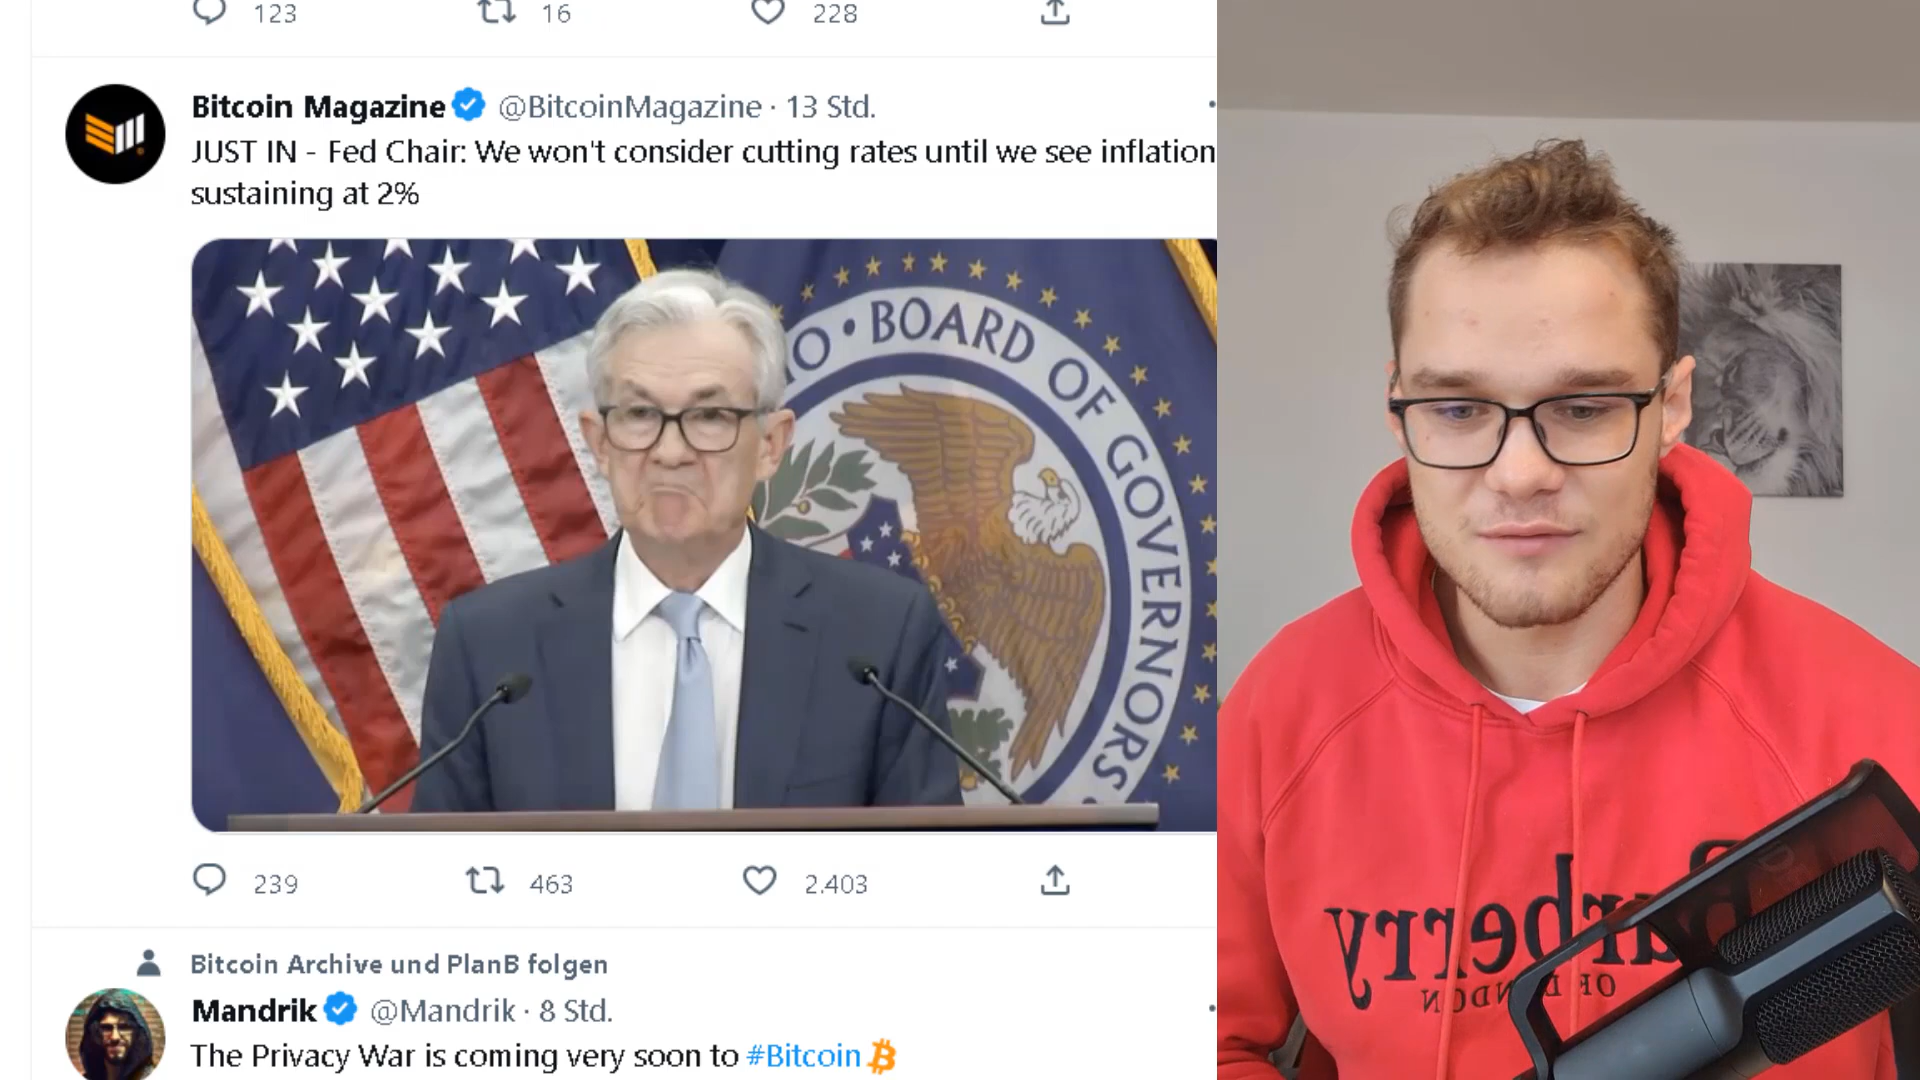 123 16 228
Bitcoin Magazine @BitcoinMagazine · 13 Std.
JUST IN - Fed Chair: We won't consider cutting rates until we see inflation
sustaining at 2%
BOARD OF GOVERNORS
239 463 2.403
Bitcoin Archive und PlanB folgen
Mandrik @Mandrik · 8 Std.
The Privacy War is coming very soon to #Bitcoin